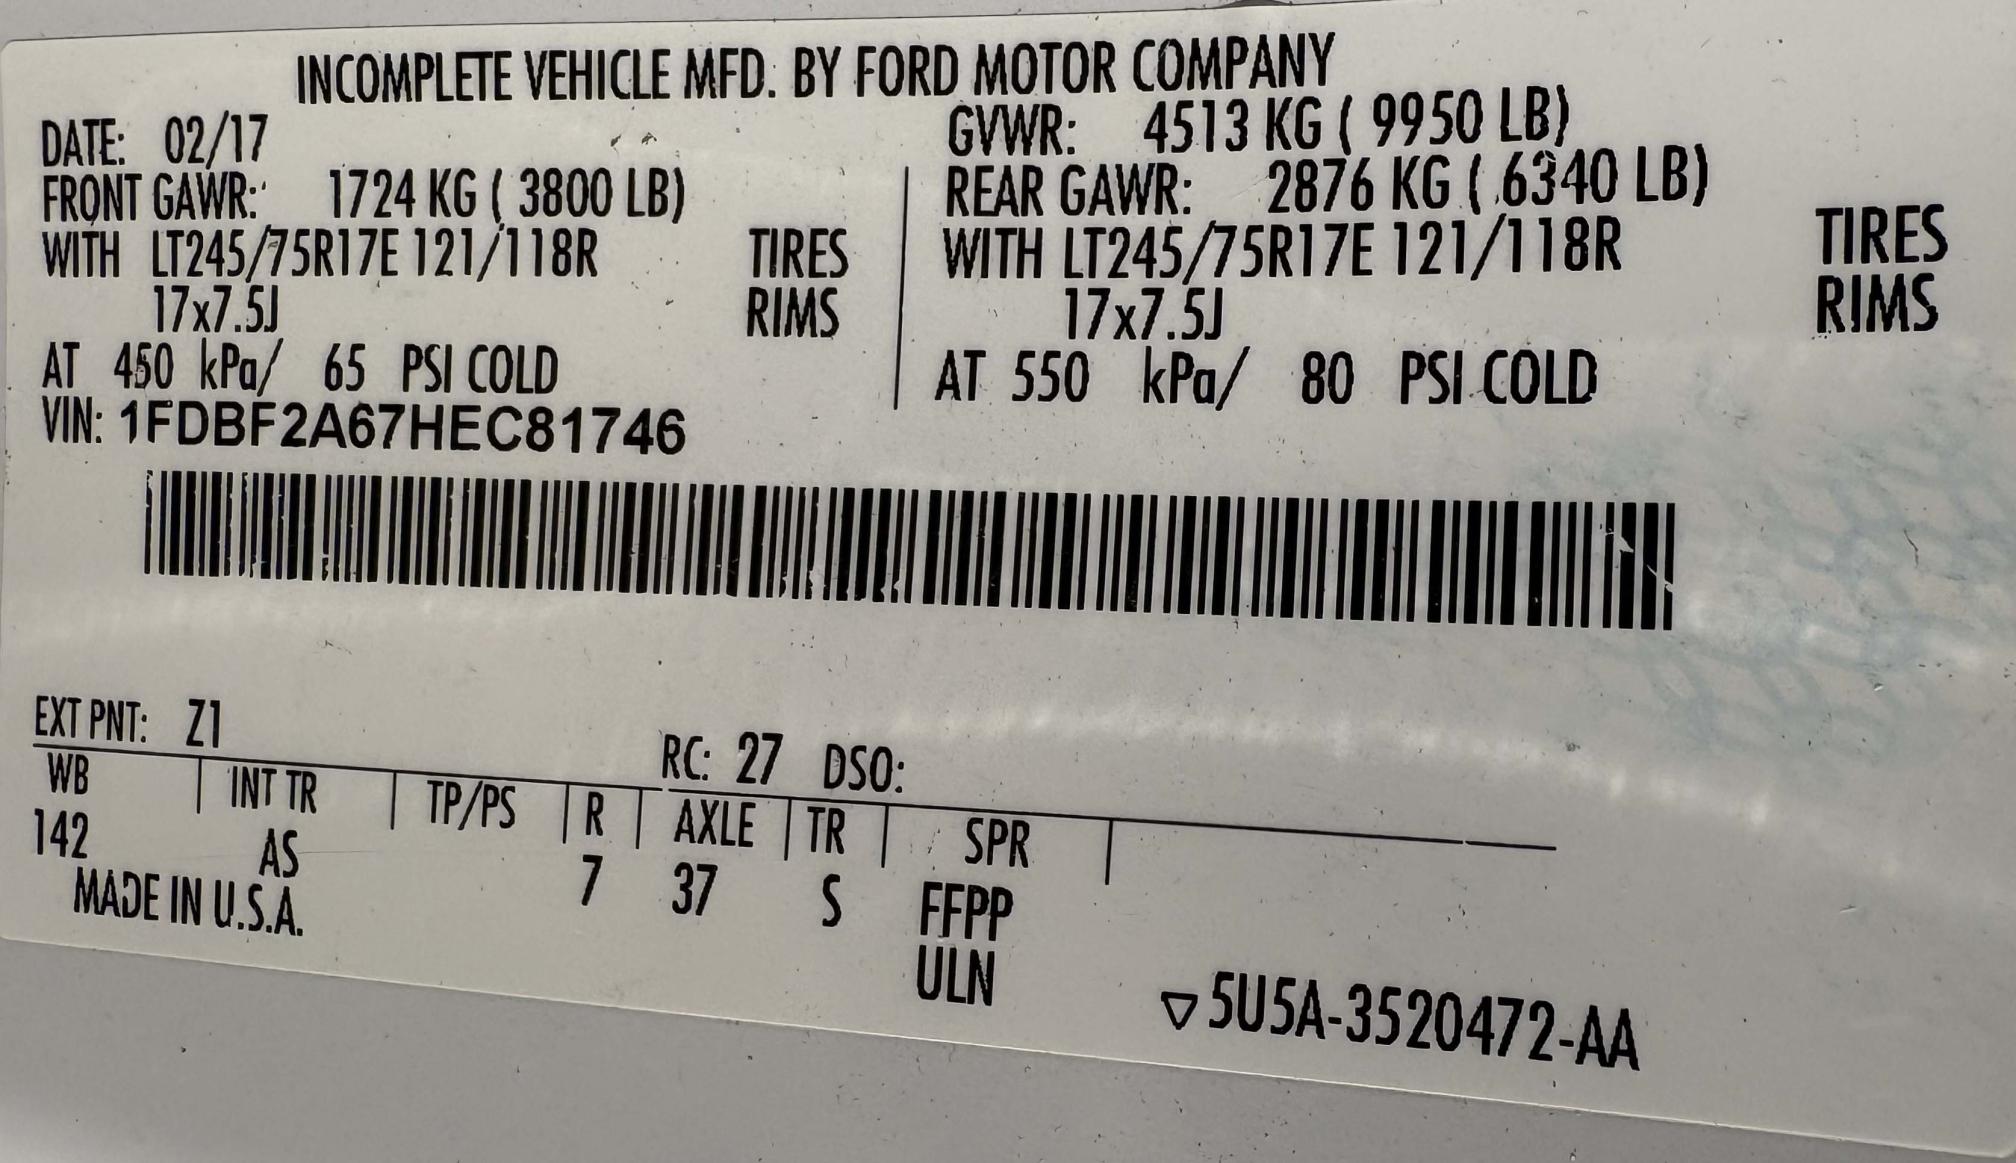 INCOMPLETE VEHICLE MFD. BY FORD MOTOR COMPANY
DATE: 02/17 GVWR: 4513 KG ( 9950 LB)
FRONT GAWR: 1724 KG ( 3800 LB) REAR GAWR: 2876 KG ( 6340 LB)
WITH LT245/75R17E 121/118R TIRES WITH LT245/75R17E 121/118R TIRES
17x7.5J RIMS 17x7.5J RIMS
AT 450 kPa/ 65 PSI COLD AT 550 kPa/ 80 PSI COLD
VIN: 1FDBF2A67HEC81746
EXT PNT: Z1 RC: 27 DSO:
WB INT TR TP/PS R AXLE TR SPR
142 AS 7 37 S FFPP
MADE IN U.S.A. ULN
▽5U5A-3520472-AA